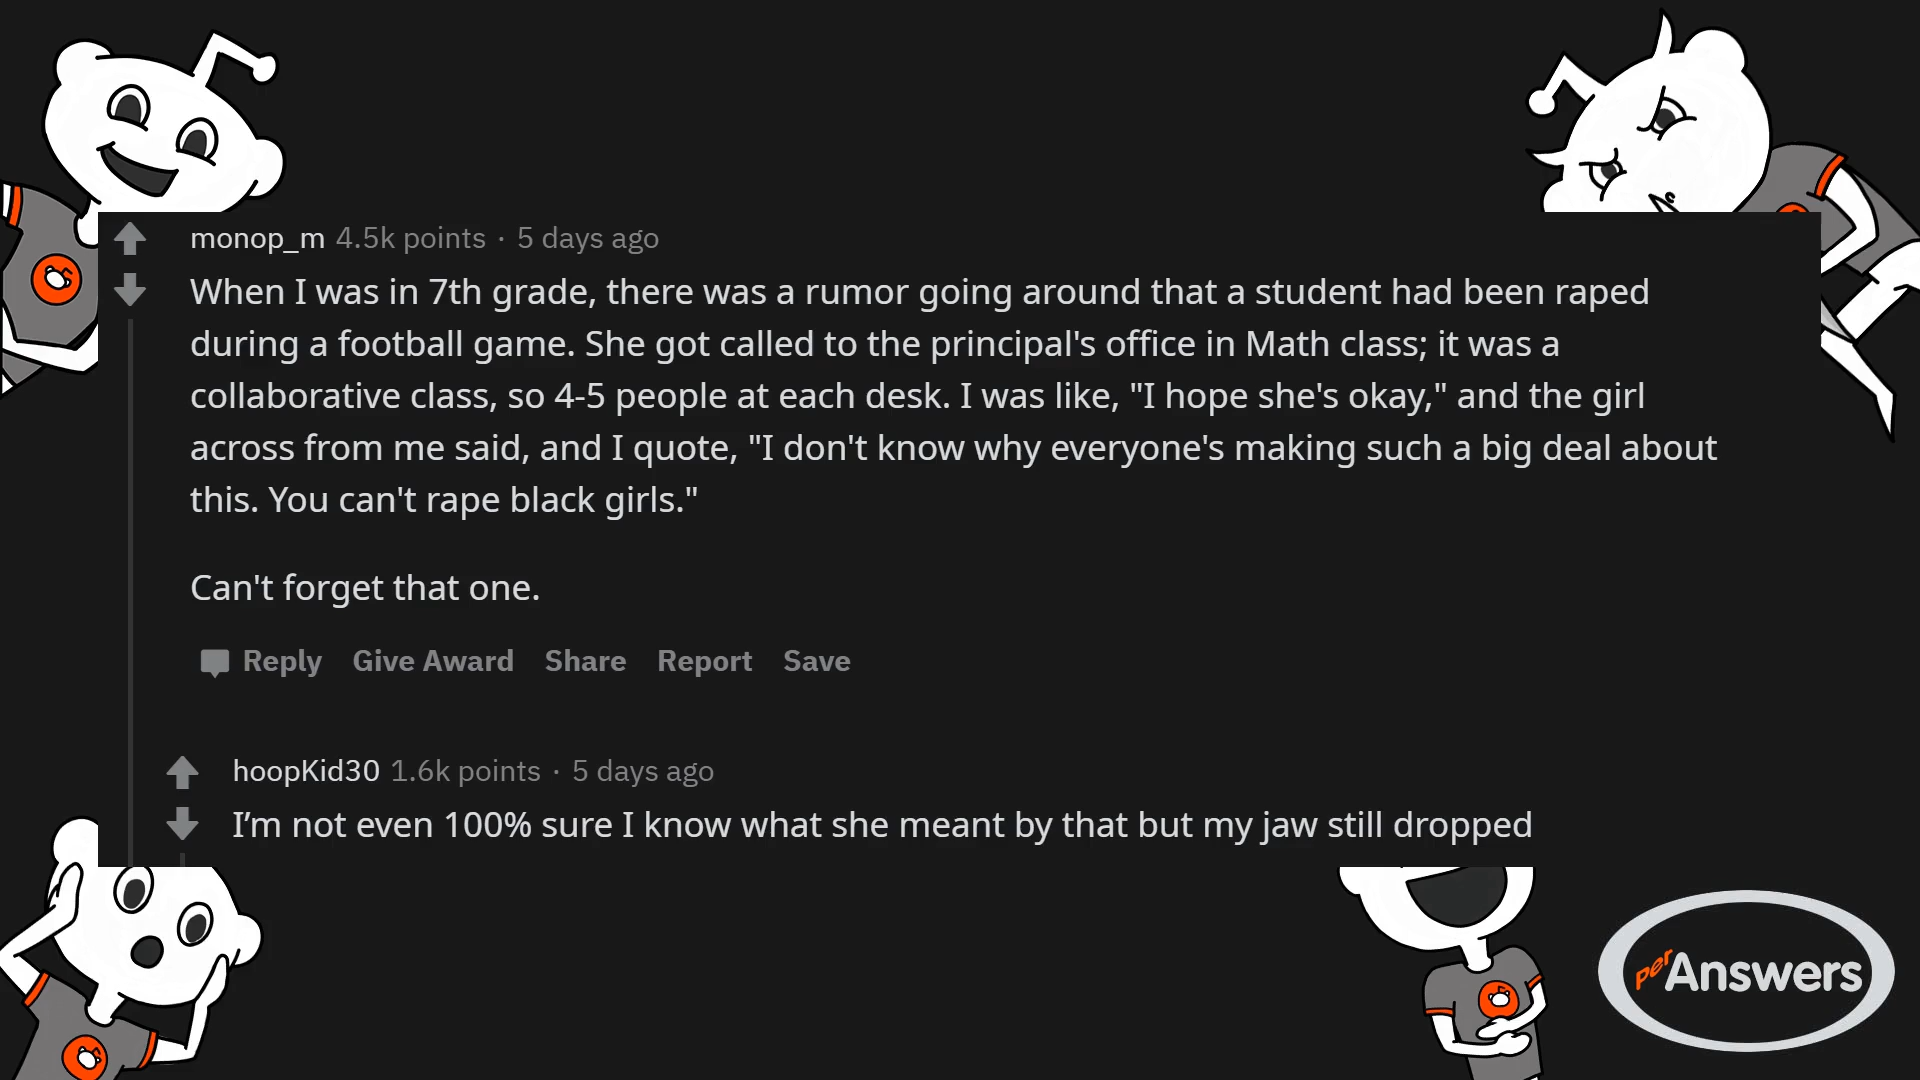 monop_m 4.5k points · 5 days ago
When I was in 7th grade, there was a rumor going around that a student had been raped
during a football game. She got called to the principal's office in Math class; it was a
collaborative class, so 4-5 people at each desk. I was like, "I hope she's okay," and the girl
across from me said, and I quote, "I don't know why everyone's making such a big deal about
this. You can't rape black girls."
Can't forget that one.
Reply Give Award Share Report Save
hoopKid30 1.6k points · 5 days ago
I’m not even 100% sure I know what she meant by that but my jaw still dropped
perAnswers